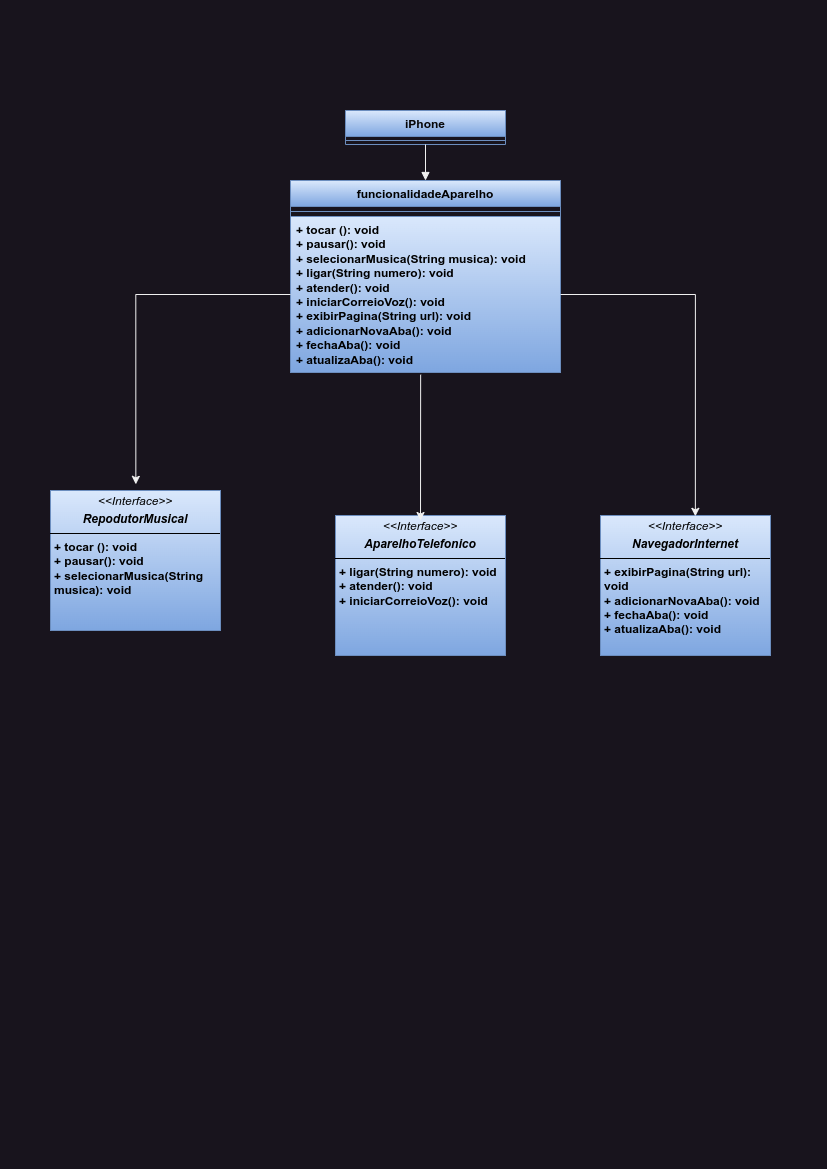 iPhone
funcionalidadeAparelho
+ tocar (): void
+ pausar(): void
+ selecionarMusica(String musica): void
+ ligar(String numero): void
+ atender(): void
+ iniciarCorreioVoz(): void
+ exibirPagina(String url): void
+ adicionarNovaAba(): void
+ fechaAba(): void
+ atualizaAba(): void
<<Interface>>
RepodutorMusical
+ tocar (): void
+ pausar(): void
+ selecionarMusica(String
musica): void
<<Interface>>
AparelhoTelefonico
+ ligar(String numero): void
+ atender(): void
+ iniciarCorreioVoz(): void
<<Interface>>
NavegadorInternet
+ exibirPagina(String url):
void
+ adicionarNovaAba(): void
+ fechaAba(): void
+ atualizaAba(): void